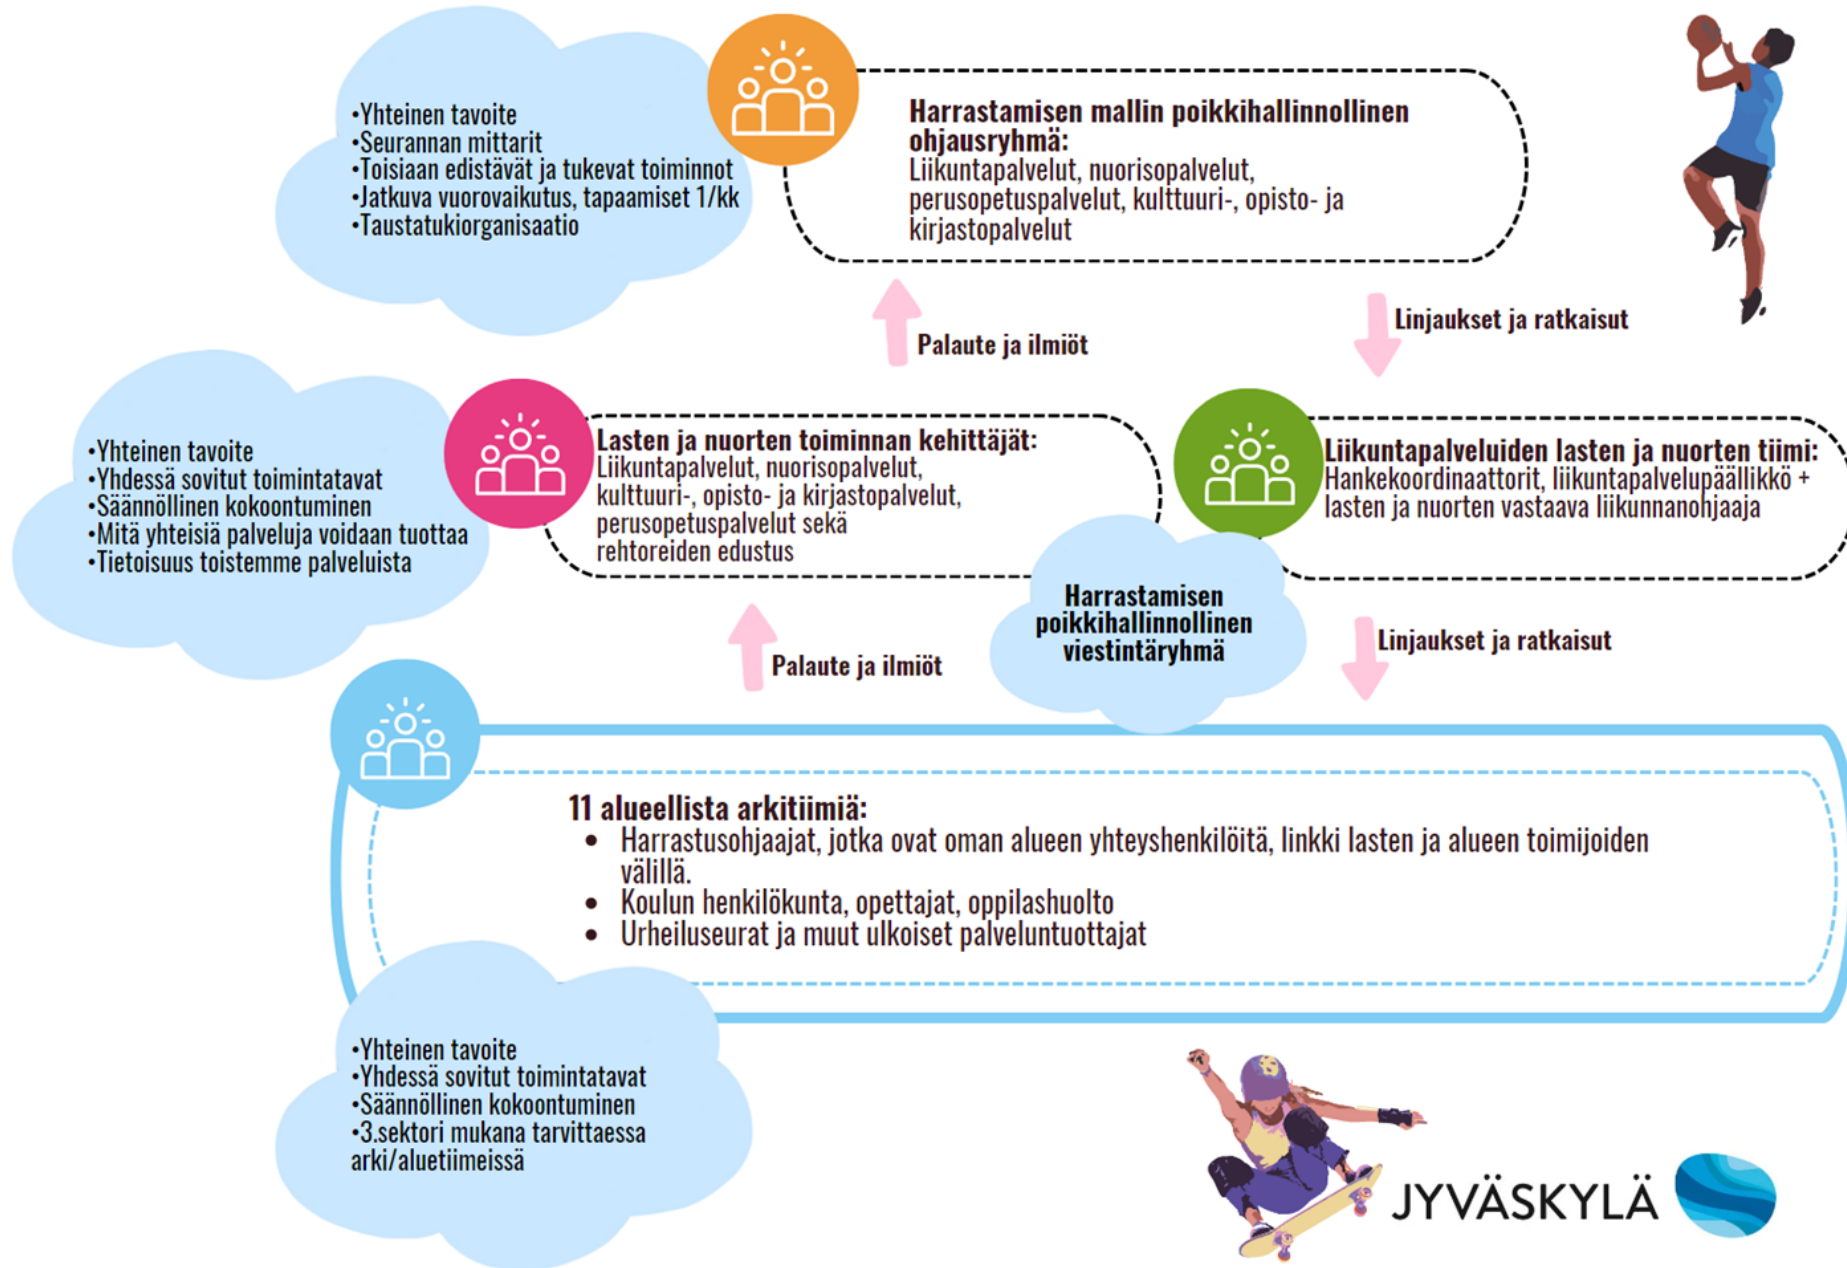 •Yhteinen tavoite
•Seurannan mittarit
•Toisiaan edistävät ja tukevat toiminnot
•Jatkuva vuorovaikutus, tapaamiset 1/kk
•Taustatukiorganisaatio
Harrastamisen mallin poikkihallinnollinen
ohjausryhmä:
Liikuntapalvelut, nuorisopalvelut,
perusopetuspalvelut, kulttuuri-, opisto- ja
kirjastopalvelut
Palaute ja ilmiöt
Linjaukset ja ratkaisut
•Yhteinen tavoite
•Yhdessä sovitut toimintatavat
•Säännöllinen kokoontuminen
•Mitä yhteisiä palveluja voidaan tuottaa
•Tietoisuus toistemme palveluista
Lasten ja nuorten toiminnan kehittäjät:
Liikuntapalvelut, nuorisopalvelut,
kulttuuri-, opisto- ja kirjastopalvelut,
perusopetuspalvelut sekä
rehtoreiden edustus
Liikuntapalveluiden lasten ja nuorten tiimi:
Hankekoordinaattorit, liikuntapalvelupäällikkö +
lasten ja nuorten vastaava liikunnanohjaaja
Harrastamisen
poikkihallinnollinen
viestintäryhmä
Palaute ja ilmiöt
Linjaukset ja ratkaisut
11 alueellista arkitiimiä:
• Harrastusohjaajat, jotka ovat oman alueen yhteyshenkilöitä, linkki lasten ja alueen toimijoiden
välillä.
• Koulun henkilökunta, opettajat, oppilashuolto
• Urheiluseurat ja muut ulkoiset palveluntuottajat
•Yhteinen tavoite
•Yhdessä sovitut toimintatavat
•Säännöllinen kokoontuminen
•3.sektori mukana tarvittaessa
arki/aluetiimeissä
JYVÄSKYLÄ